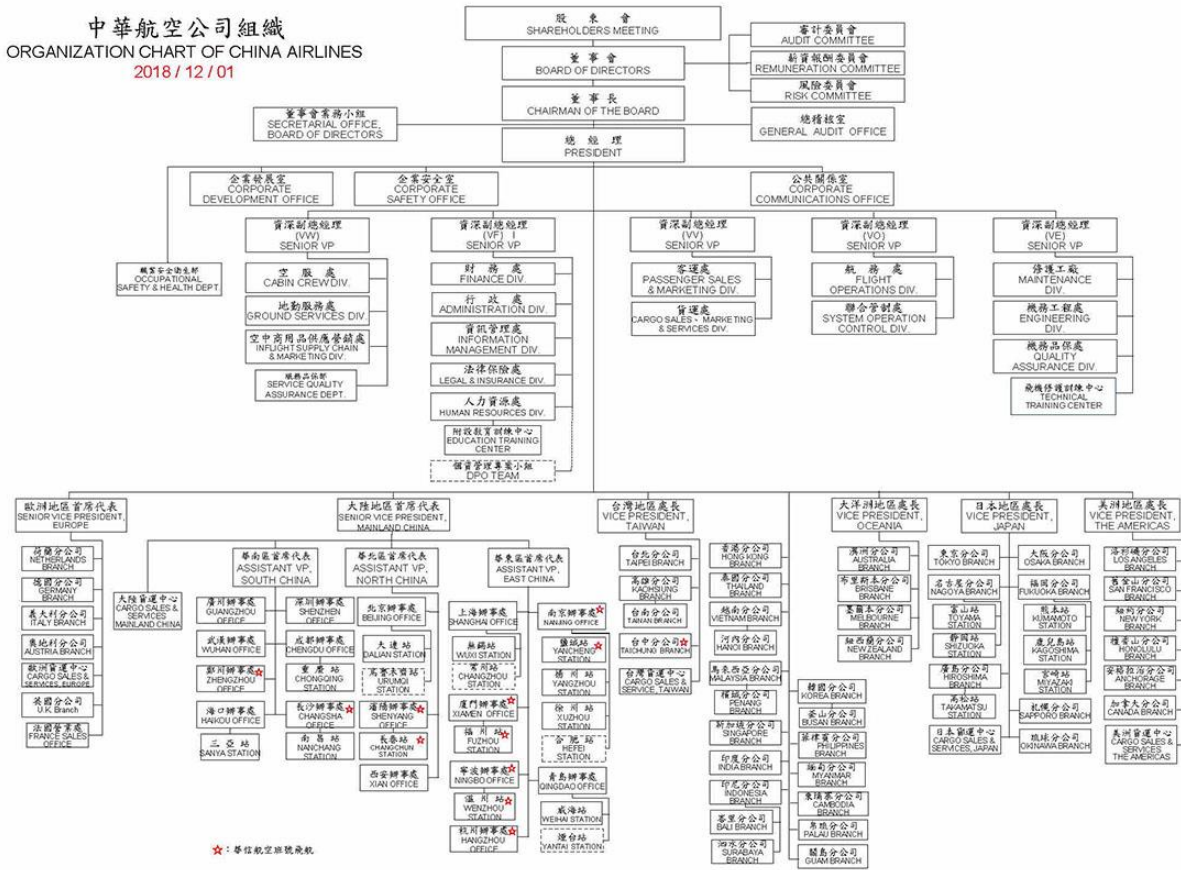 中華航空公司組織
ORGANIZATION CHART OF CHINA AIRLINES
2018 / 12 / 01
股東會
SHAREHOLDERS MEETING
董事會
BOARD OF DIRECTORS
審計委員會
AUDIT COMMITTEE
薪資報酬委員會
REMUNERATION COMMITTEE
風險委員會
RISK COMMITTEE
董事長
CHAIRMAN OF THE BOARD
董事會業務小組
SECRETARIAL OFFICE,
BOARD OF DIRECTORS
總稽核室
GENERAL AUDIT OFFICE
總經理
PRESIDENT
企業發展室
CORPORATE
DEVELOPMENT OFFICE
企業安全室
CORPORATE
SAFETY OFFICE
公共關係室
CORPORATE
COMMUNICATIONS OFFICE
職業安全衛生部
OCCUPATIONAL
SAFETY & HEALTH DEPT.
資深副總經理
(VW)
SENIOR VP
空服處
CABIN CREW DIV.
地勤服務處
GROUND SERVICES DIV.
空中商用品供應營銷處
INFLIGHT SUPPLY CHAIN
& MARKETING DIV.
服務品保部
SERVICE QUALITY
ASSURANCE DEPT.
資深副總經理
(VF) I
SENIOR VP
財務處
FINANCE DIV.
行政處
ADMINISTRATION DIV.
資訊管理處
INFORMATION
MANAGEMENT DIV.
法律保險處
LEGAL & INSURANCE DIV.
人力資源處
HUMAN RESOURCES DIV.
附設教育訓練中心
EDUCATION TRAINING
CENTER
個資管理專案小組
DPO TEAM
資深副總經理
(VV)
SENIOR VP
客運處
PASSENGER SALES
& MARKETING DIV.
貨運處
CARGO SALES、MARKETING
& SERVICES DIV.
資深副總經理
(VO)
SENIOR VP
航務處
FLIGHT
OPERATIONS DIV.
聯合管制處
SYSTEM OPERATION
CONTROL DIV.
資深副總經理
(VE)
SENIOR VP
修護工廠
MAINTENANCE
DIV.
機務工程處
ENGINEERING
DIV.
機務品保處
QUALITY
ASSURANCE DIV.
飛機修護訓練中心
TECHNICAL
TRAINING CENTER
歐洲地區首席代表
SENIOR VICE PRESIDENT,
EUROPE
荷蘭分公司
NETHERLANDS
BRANCH
德國分公司
GERMANY
BRANCH
義大利分公司
ITALY BRANCH
奧地利分公司
AUSTRIA BRANCH
歐洲貨運中心
CARGO SALES &
SERVICES, EUROPE
英國分公司
U.K. Branch
法國營業處
FRANCE SALES
OFFICE
大陸地區首席代表
SENIOR VICE PRESIDENT,
MAINLAND CHINA
大陸貨運中心
CARGO SALES &
SERVICES
MAINLAND CHINA
華南區首席代表
ASSISTANT VP,
SOUTH CHINA
廣州辦事處
GUANGZHOU
OFFICE
武漢辦事處
WUHAN OFFICE
鄭州辦事處
ZHENGZHOU
OFFICE
海口辦事處
HAIKOU OFFICE
三亞站
SANYA STATION
深圳辦事處
SHENZHEN
OFFICE
成都辦事處
CHENGDU OFFICE
重慶站
CHONGQING
STATION
長沙辦事處
CHANGSHA
OFFICE
南昌站
NANCHANG
STATION
華北區首席代表
ASSISTANT VP,
NORTH CHINA
北京辦事處
BEIJING OFFICE
大連站
DALIAN STATION
烏魯木齊站
URUMQI
STATION
瀋陽辦事處
SHENYANG
OFFICE
長春站
CHANGCHUN
STATION
西安辦事處
XIAN OFFICE
華東區首席代表
ASSISTANT VP,
EAST CHINA
上海辦事處
SHANGHAI OFFICE
無錫站
WUXI STATION
常州站
CHANGZHOU
STATION
廈門辦事處
XIAMEN OFFICE
福州站
FUZHOU
STATION
寧波辦事處
NINGBO OFFICE
溫州站
WENZHOU
STATION
杭州辦事處
HANGZHOU
OFFICE
南京辦事處
NANJING OFFICE
鹽城站
YANCHENG
STATION
揚州站
YANGZHOU
STATION
徐州站
XUZHOU
STATION
合肥站
HEFEI
STATION
青島辦事處
QINGDAO OFFICE
威海站
WEIHAI STATION
煙台站
YANTAI STATION
台灣地區處長
VICE PRESIDENT,
TAIWAN
台北分公司
TAIPEI BRANCH
高雄分公司
KAOHSIUNG
BRANCH
台南分公司
TAINAN BRANCH
台中分公司
TAICHUNG BRANCH
台灣貨運中心
CARGO SALES &
SERVICE, TAIWAN
香港分公司
HONG KONG
BRANCH
泰國分公司
THAILAND
BRANCH
越南分公司
VIETNAM BRANCH
河內分公司
HANOI BRANCH
馬來西亞分公司
MALAYSIA BRANCH
檳城分公司
PENANG
BRANCH
新加坡分公司
SINGAPORE
BRANCH
印度分公司
INDIA BRANCH
印尼分公司
INDONESIA
BRANCH
峇里分公司
BALI BRANCH
泗水分公司
SURABAYA
BRANCH
韓國分公司
KOREA BRANCH
釜山分公司
BUSAN BRANCH
菲律賓分公司
PHILIPPINES
BRANCH
緬甸分公司
MYANMAR
BRANCH
柬埔寨分公司
CAMBODIA
BRANCH
帛琉分公司
PALAU BRANCH
關島分公司
GUAM BRANCH
大洋洲地區處長
VICE PRESIDENT,
OCEANIA
澳洲分公司
AUSTRALIA
BRANCH
布里斯本分公司
BRISBANE
BRANCH
墨爾本分公司
MELBOURNE
BRANCH
紐西蘭分公司
NEW ZEALAND
BRANCH
日本地區處長
VICE PRESIDENT,
JAPAN
東京分公司
TOKYO BRANCH
名古屋分公司
NAGOYA BRANCH
富山站
TOYAMA
STATION
靜岡站
SHIZUOKA
STATION
廣島分公司
HIROSHIMA
BRANCH
高松站
TAKAMATSU
STATION
日本貨運中心
CARGO SALES &
SERVICES, JAPAN
大阪分公司
OSAKA BRANCH
福岡分公司
FUKUOKA BRANCH
熊本站
KUMAMOTO
STATION
鹿兒島站
KAGOSHIMA
STATION
宮崎站
MIYAZAKI
STATION
札幌分公司
SAPPORO BRANCH
琉球分公司
OKINAWA BRANCH
美洲地區處長
VICE PRESIDENT,
THE AMERICAS
洛杉磯分公司
LOS ANGELES
BRANCH
舊金山分公司
SAN FRANCISCO
BRANCH
紐約分公司
NEW YORK
BRANCH
檀香山分公司
HONOLULU
BRANCH
安格拉治分公司
ANCHORAGE
BRANCH
加拿大分公司
CANADA BRANCH
美洲貨運中心
CARGO SALES &
SERVICES
THE AMERICAS
☆：華信航空班號飛航